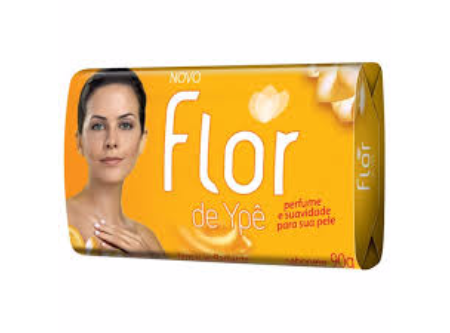 NOVO
Flor
de Ypê
perfume
e suavidade
para sua pele
90g
Flor